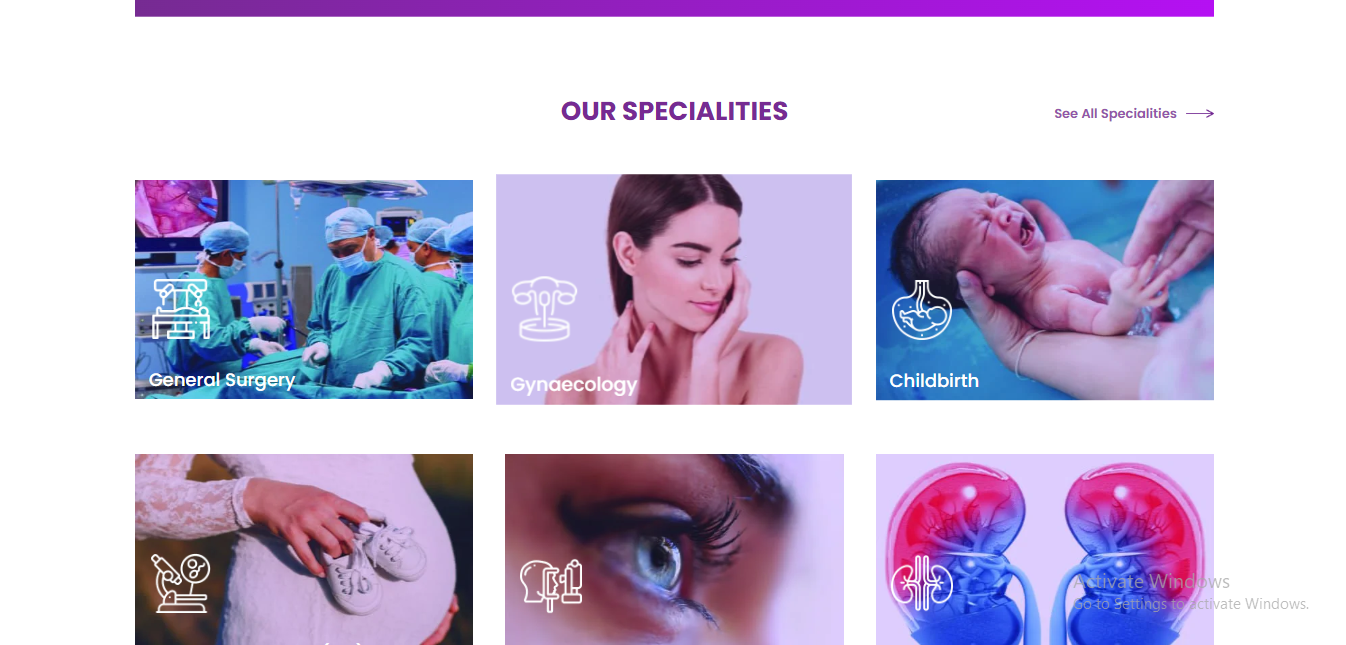 OUR SPECIALITIES
See All Specialities
General Surgery
Gynaecology
Childbirth
Activate Windows
Go to Settings to activate Windows.